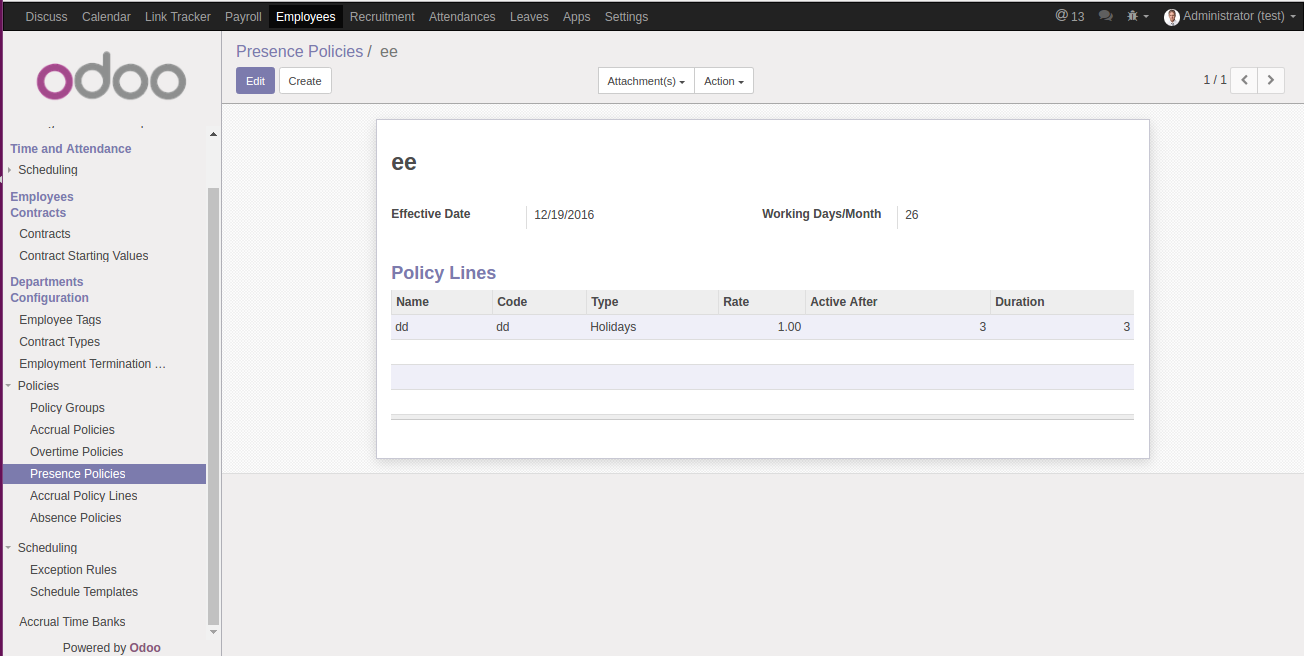 Discuss Calendar Link Tracker Payroll Employees Recruitment Attendances Leaves Apps Settings @ 13 Administrator (test)
odoo
Time and Attendance
Scheduling
Employees
Contracts
Contracts
Contract Starting Values
Departments
Configuration
Employee Tags
Contract Types
Employment Termination ...
Policies
Policy Groups
Accrual Policies
Overtime Policies
Presence Policies
Accrual Policy Lines
Absence Policies
Scheduling
Exception Rules
Schedule Templates
Accrual Time Banks
Powered by Odoo
Presence Policies / ee
Edit Create Attachment(s) Action 1 / 1
ee
Effective Date 12/19/2016 Working Days/Month 26
Policy Lines
Name Code Type Rate Active After Duration
dd dd Holidays 1.00 3 3